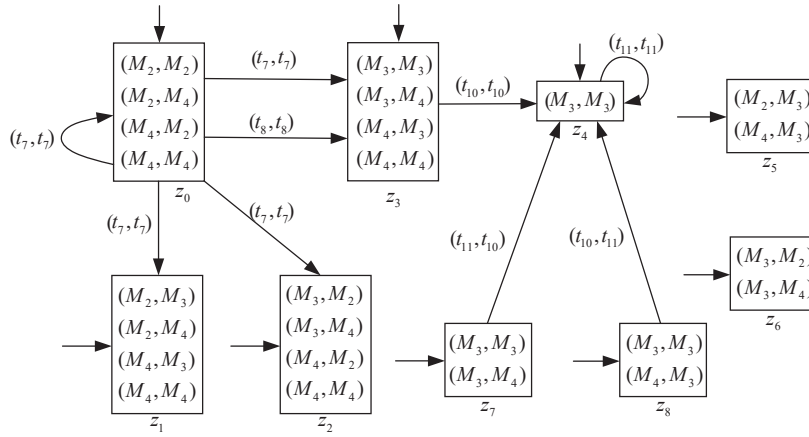 (M₂,M₂)
(M₂,M₄)
(M₄,M₂)
(M₄,M₄)
z₀
(t₇,t₇)
(t₇,t₇)
(t₈,t₈)
(M₃,M₃)
(M₃,M₄)
(M₄,M₃)
(M₄,M₄)
z₃
(t₁₀,t₁₀)
(t₁₁,t₁₁)
(M₃,M₃)
z₄
(M₂,M₃)
(M₄,M₃)
z₅
(t₇,t₇)
(t₇,t₇)
(t₁₁,t₁₀)
(t₁₀,t₁₁)
(M₃,M₂)
(M₃,M₄)
z₆
(M₂,M₃)
(M₂,M₄)
(M₄,M₃)
(M₄,M₄)
z₁
(M₃,M₂)
(M₃,M₄)
(M₄,M₂)
(M₄,M₄)
z₂
(M₃,M₃)
(M₃,M₄)
z₇
(M₃,M₃)
(M₄,M₃)
z₈